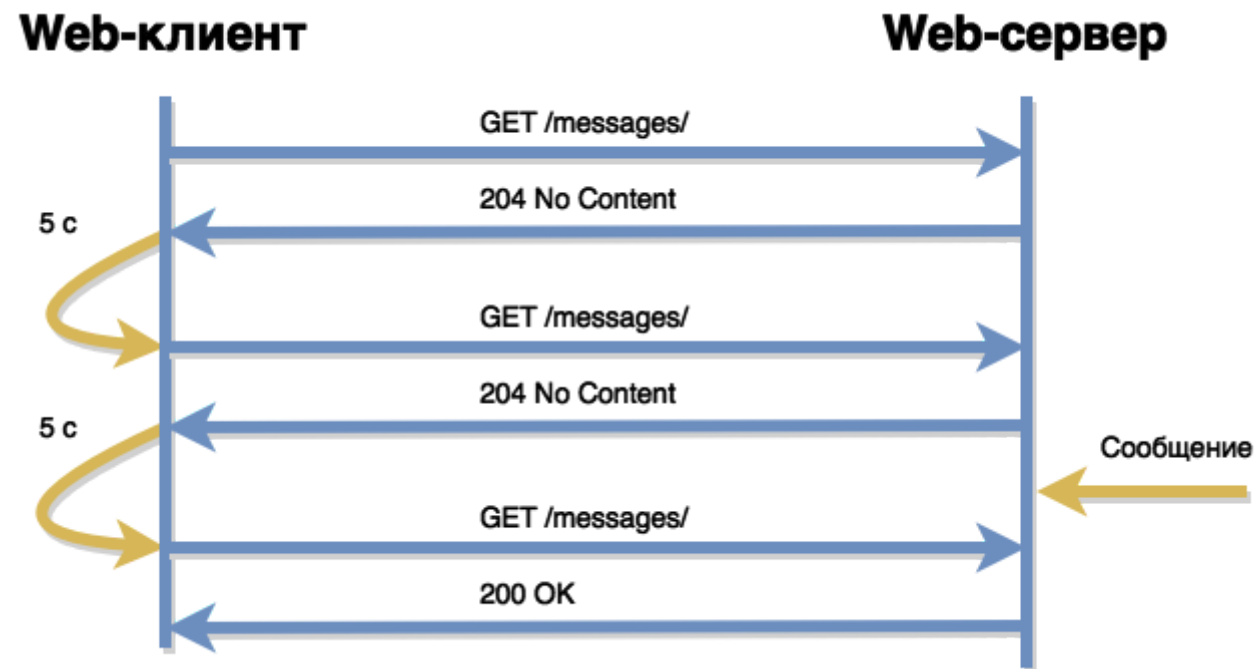 Web-клиент
Web-сервер
GET /messages/
204 No Content
5 с
GET /messages/
204 No Content
5 с
Сообщение
GET /messages/
200 OK